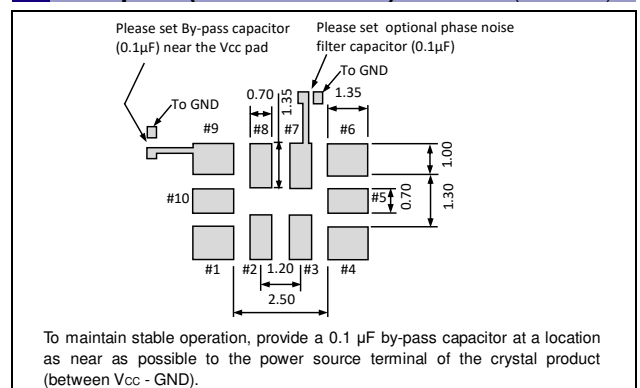 Please set By-pass capacitor
(0.1µF) near the Vcc pad
Please set optional phase noise
filter capacitor (0.1µF)
To GND
To GND
0.70
1.35
1.35
#9
#8
#7
#6
1.00
#10
#5
0.70
1.30
#1
#2
1.20
#3
#4
2.50
To maintain stable operation, provide a 0.1 µF by-pass capacitor at a location
as near as possible to the power source terminal of the crystal product
(between VCC - GND).